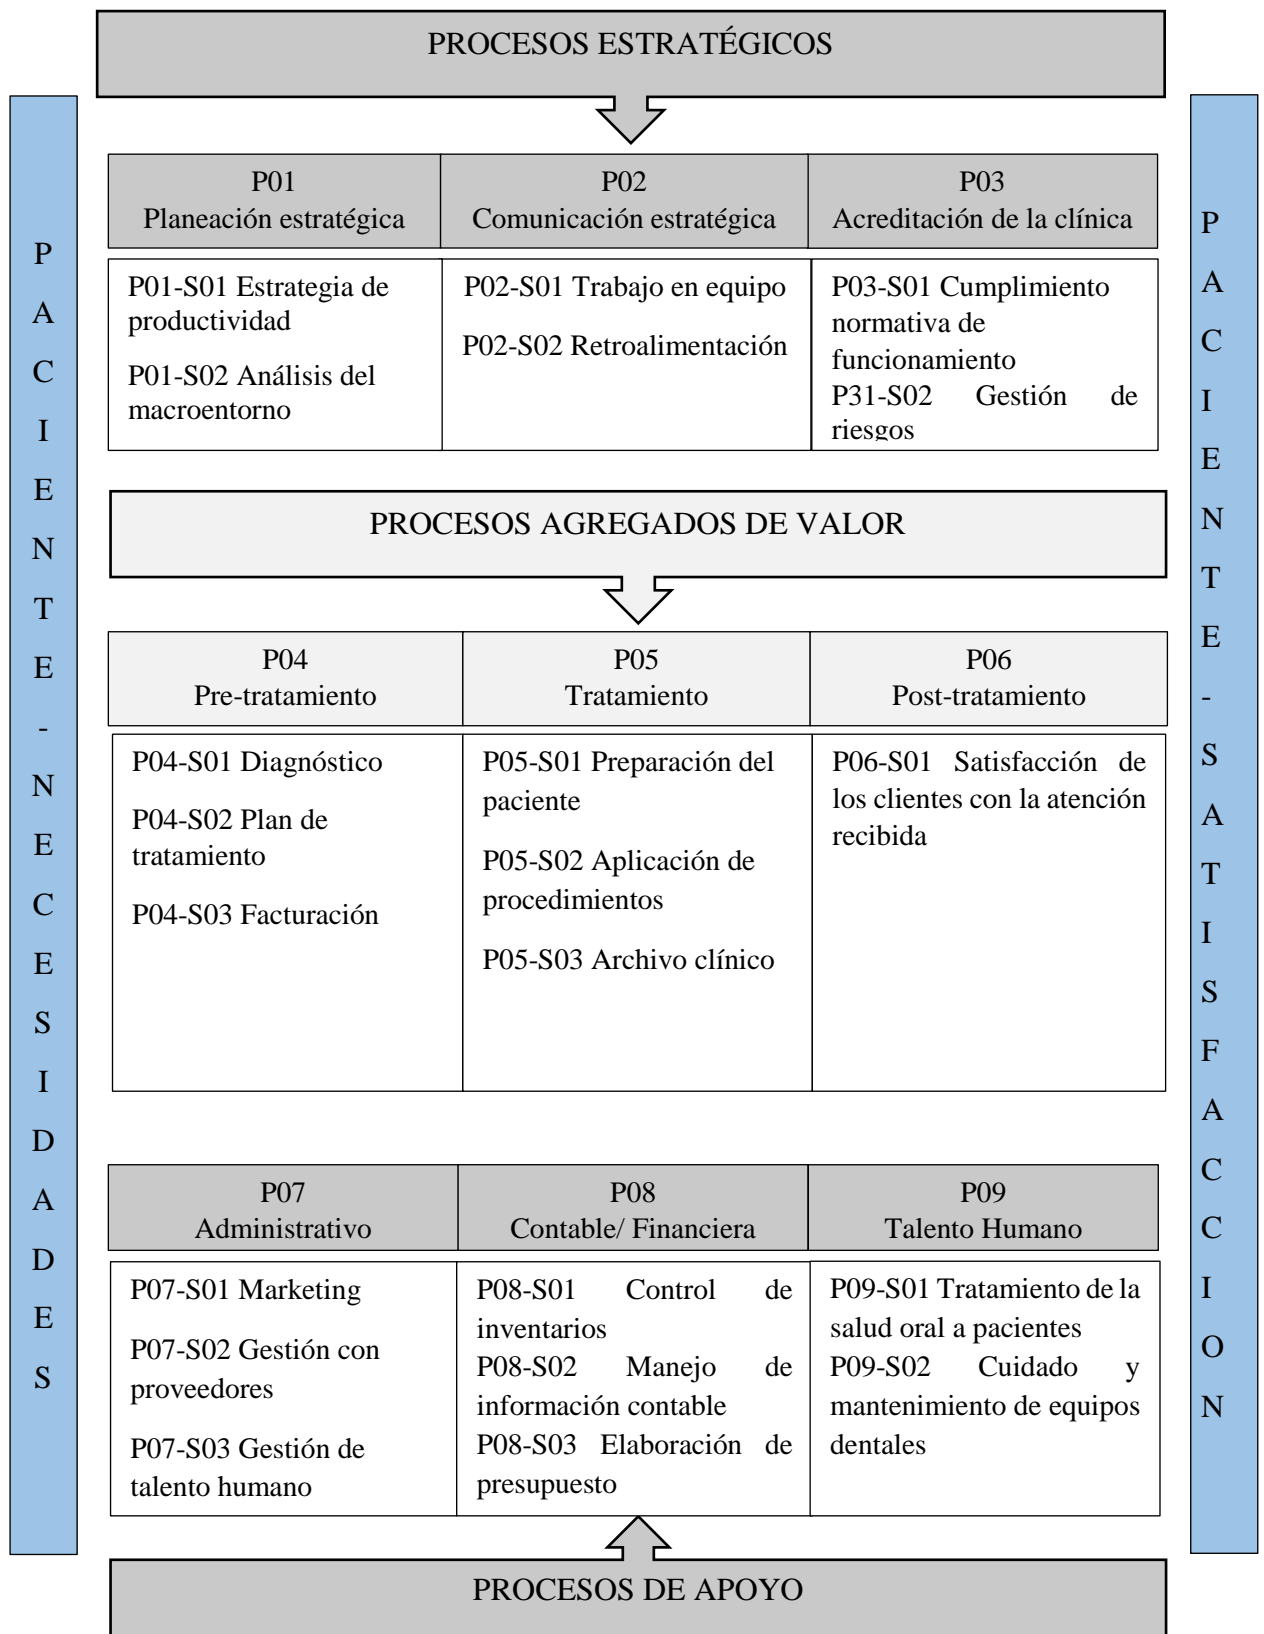 PROCESOS ESTRATÉGICOS
P01
Planeación estratégica
P02
Comunicación estratégica
P03
Acreditación de la clínica
P01-S01 Estrategia de
productividad
P01-S02 Análisis del
macroentorno
P02-S01 Trabajo en equipo
P02-S02 Retroalimentación
P03-S01 Cumplimiento
normativa de
funcionamiento
P31-S02 Gestión de
riesgos
PROCESOS AGREGADOS DE VALOR
P04
Pre-tratamiento
P05
Tratamiento
P06
Post-tratamiento
P04-S01 Diagnóstico
P04-S02 Plan de
tratamiento
P04-S03 Facturación
P05-S01 Preparación del
paciente
P05-S02 Aplicación de
procedimientos
P05-S03 Archivo clínico
P06-S01 Satisfacción de
los clientes con la atención
recibida
P07
Administrativo
P08
Contable/ Financiera
P09
Talento Humano
P07-S01 Marketing
P07-S02 Gestión con
proveedores
P07-S03 Gestión de
talento humano
P08-S01 Control de
inventarios
P08-S02 Manejo de
información contable
P08-S03 Elaboración de
presupuesto
P09-S01 Tratamiento de la
salud oral a pacientes
P09-S02 Cuidado y
mantenimiento de equipos
dentales
PROCESOS DE APOYO
PACIENTE-NECESIDADES
PACIENTE-SATISFACCION